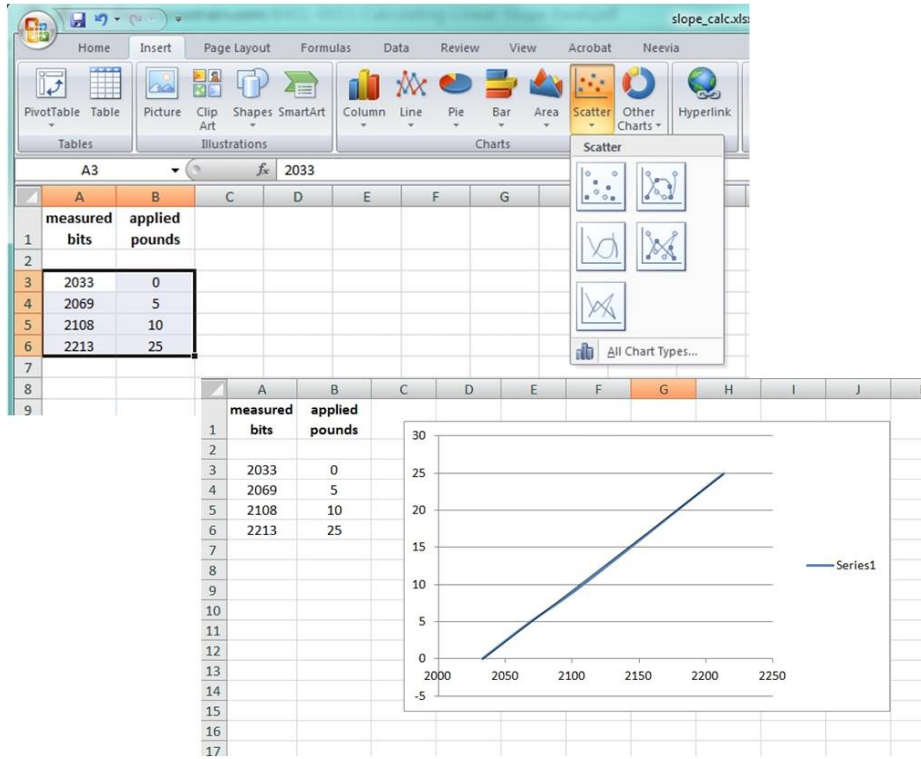 slope_calc.xls
Home Insert Page Layout Formulas Data Review View Acrobat Neevia
PivotTable Table Picture Clip Art Shapes SmartArt Column Line Pie Bar Area Scatter Other Charts Hyperlink
Tables Illustrations Charts
Scatter
A3 fx 2033
A B C D E F G
1 measured bits applied pounds
2
3 2033 0
4 2069 5
5 2108 10
6 2213 25
7
8
9
All Chart Types...
A B C D E F G H I J
1 measured bits applied pounds
2
3 2033 0
4 2069 5
5 2108 10
6 2213 25
7
8
9
10
11
12
13
14
15
16
17
30
25
20
15
10
5
0
-5
2000 2050 2100 2150 2200 2250
Series1